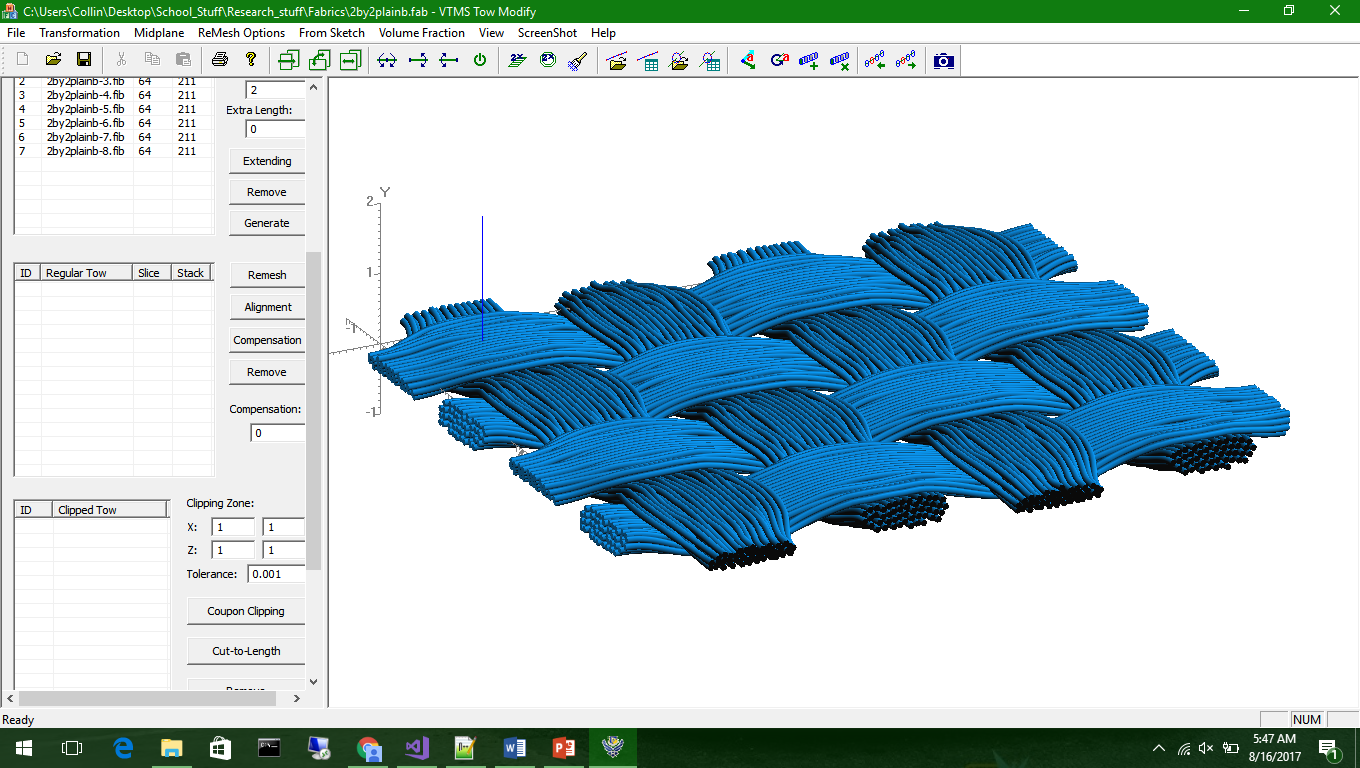 C:\Users\Collin\Desktop\School_Stuff\Research_stuff\Fabrics\2by2plainb.fab - VTMS Tow Modify
File Transformation Midplane ReMesh Options From Sketch Volume Fraction View ScreenShot Help
2 2by2plainb-3.fib 64 211
3 2by2plainb-4.fib 64 211
4 2by2plainb-5.fib 64 211
5 2by2plainb-6.fib 64 211
6 2by2plainb-7.fib 64 211
7 2by2plainb-8.fib 64 211
2
Extra Length:
0
Extending
Remove
Generate
ID Regular Tow Slice Stack
Remesh
Alignment
Compensation
Remove
Compensation:
0
ID Clipped Tow
Clipping Zone:
X: 1 1
Z: 1 1
Tolerance: 0.001
Coupon Clipping
Cut-to-Length
Remove
Y
2
1
-1
-1
Ready
NUM
5:47 AM
8/16/2017
1